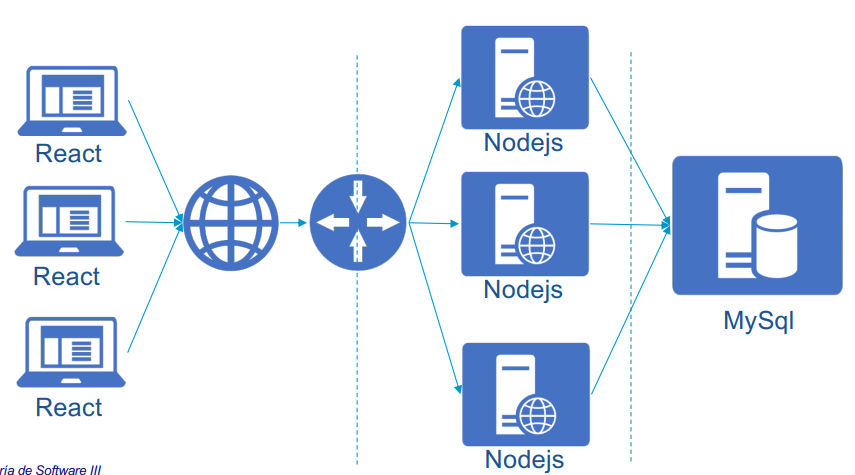 React
React
React
Nodejs
Nodejs
Nodejs
MySql
ría de Software III